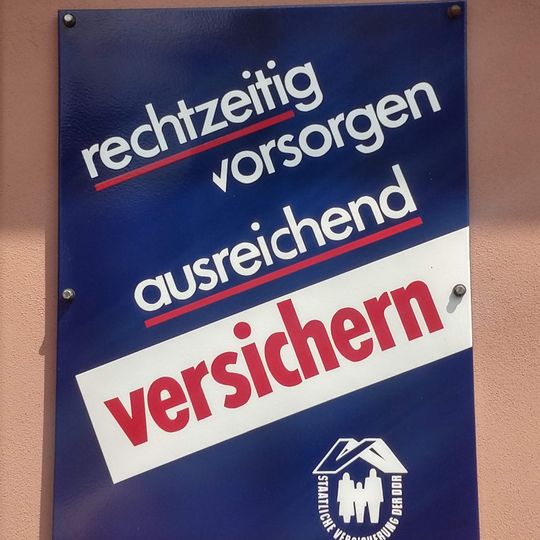 rechtzeitig
vorsorgen
ausreichend
versichern
STAATLICHE VERSICHERUNG DER DDR